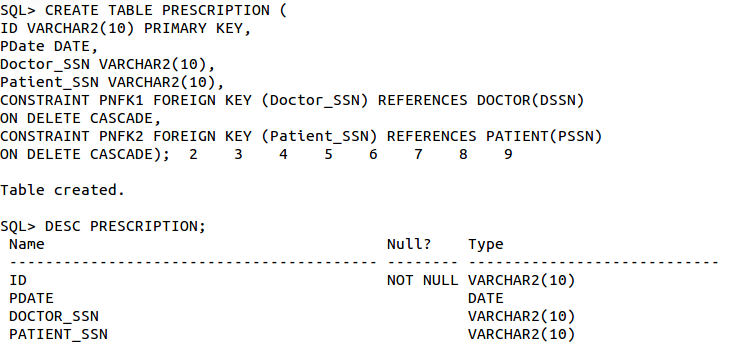 SQL> CREATE TABLE PRESCRIPTION (
ID VARCHAR2(10) PRIMARY KEY,
PDate DATE,
Doctor_SSN VARCHAR2(10),
Patient_SSN VARCHAR2(10),
CONSTRAINT PNFK1 FOREIGN KEY (Doctor_SSN) REFERENCES DOCTOR(DSSN)
ON DELETE CASCADE,
CONSTRAINT PNFK2 FOREIGN KEY (Patient_SSN) REFERENCES PATIENT(PSSN)
ON DELETE CASCADE);  2    3    4    5    6    7    8    9

Table created.

SQL> DESC PRESCRIPTION;
 Name                                      Null?    Type
 ----------------------------------------- -------- ----------------------------
 ID                                        NOT NULL VARCHAR2(10)
 PDATE                                              DATE
 DOCTOR_SSN                                         VARCHAR2(10)
 PATIENT_SSN                                        VARCHAR2(10)